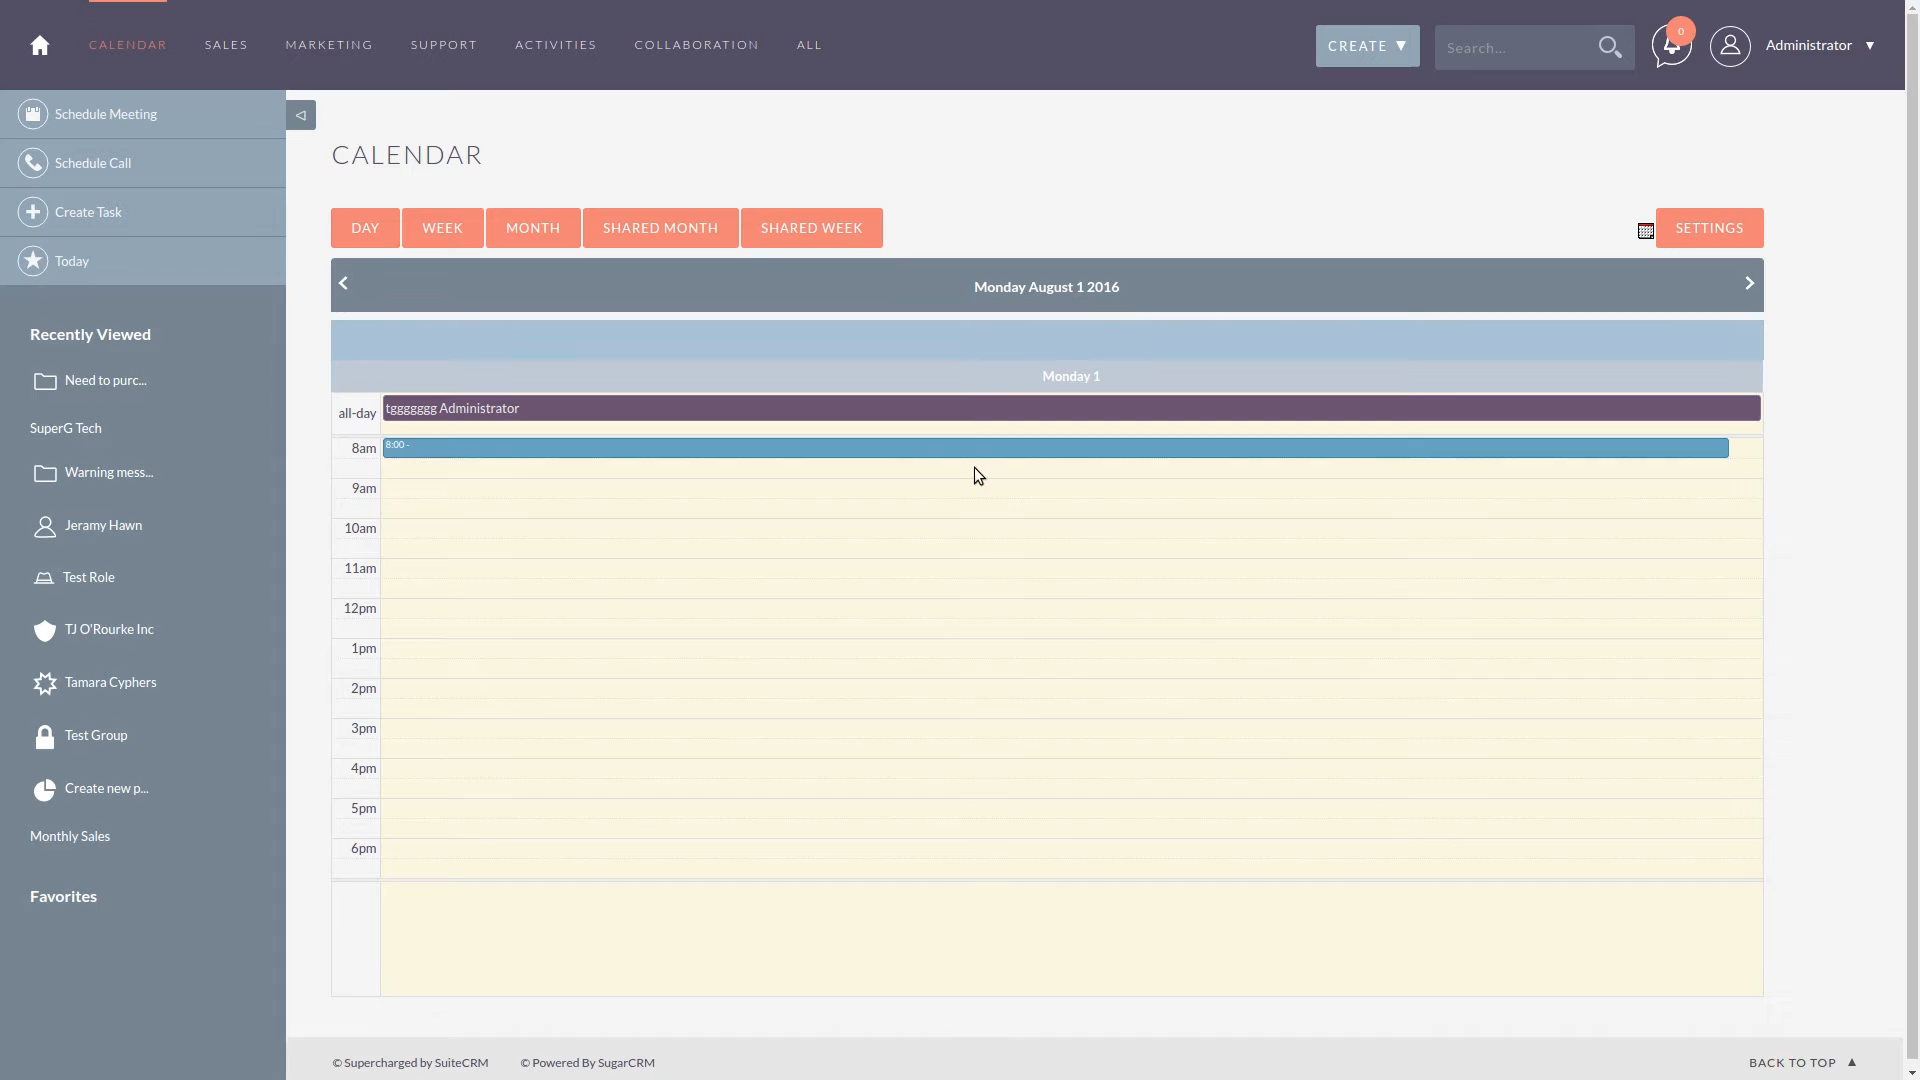 CALENDAR SALES MARKETING SUPPORT ACTIVITIES COLLABORATION ALL
CREATE ▼
Search...
0
Administrator ▼
Schedule Meeting
Schedule Call
Create Task
Today
Recently Viewed
Need to purc...
SuperG Tech
Warning mess...
Jeramy Hawn
Test Role
TJ O'Rourke Inc
Tamara Cyphers
Test Group
Create new p...
Monthly Sales
Favorites
CALENDAR
DAY WEEK MONTH SHARED MONTH SHARED WEEK
SETTINGS
Monday August 1 2016
Monday 1
all-day
tggggggg Administrator
8am
8:00 -
9am
10am
11am
12pm
1pm
2pm
3pm
4pm
5pm
6pm
© Supercharged by SuiteCRM © Powered By SugarCRM
BACK TO TOP ▲